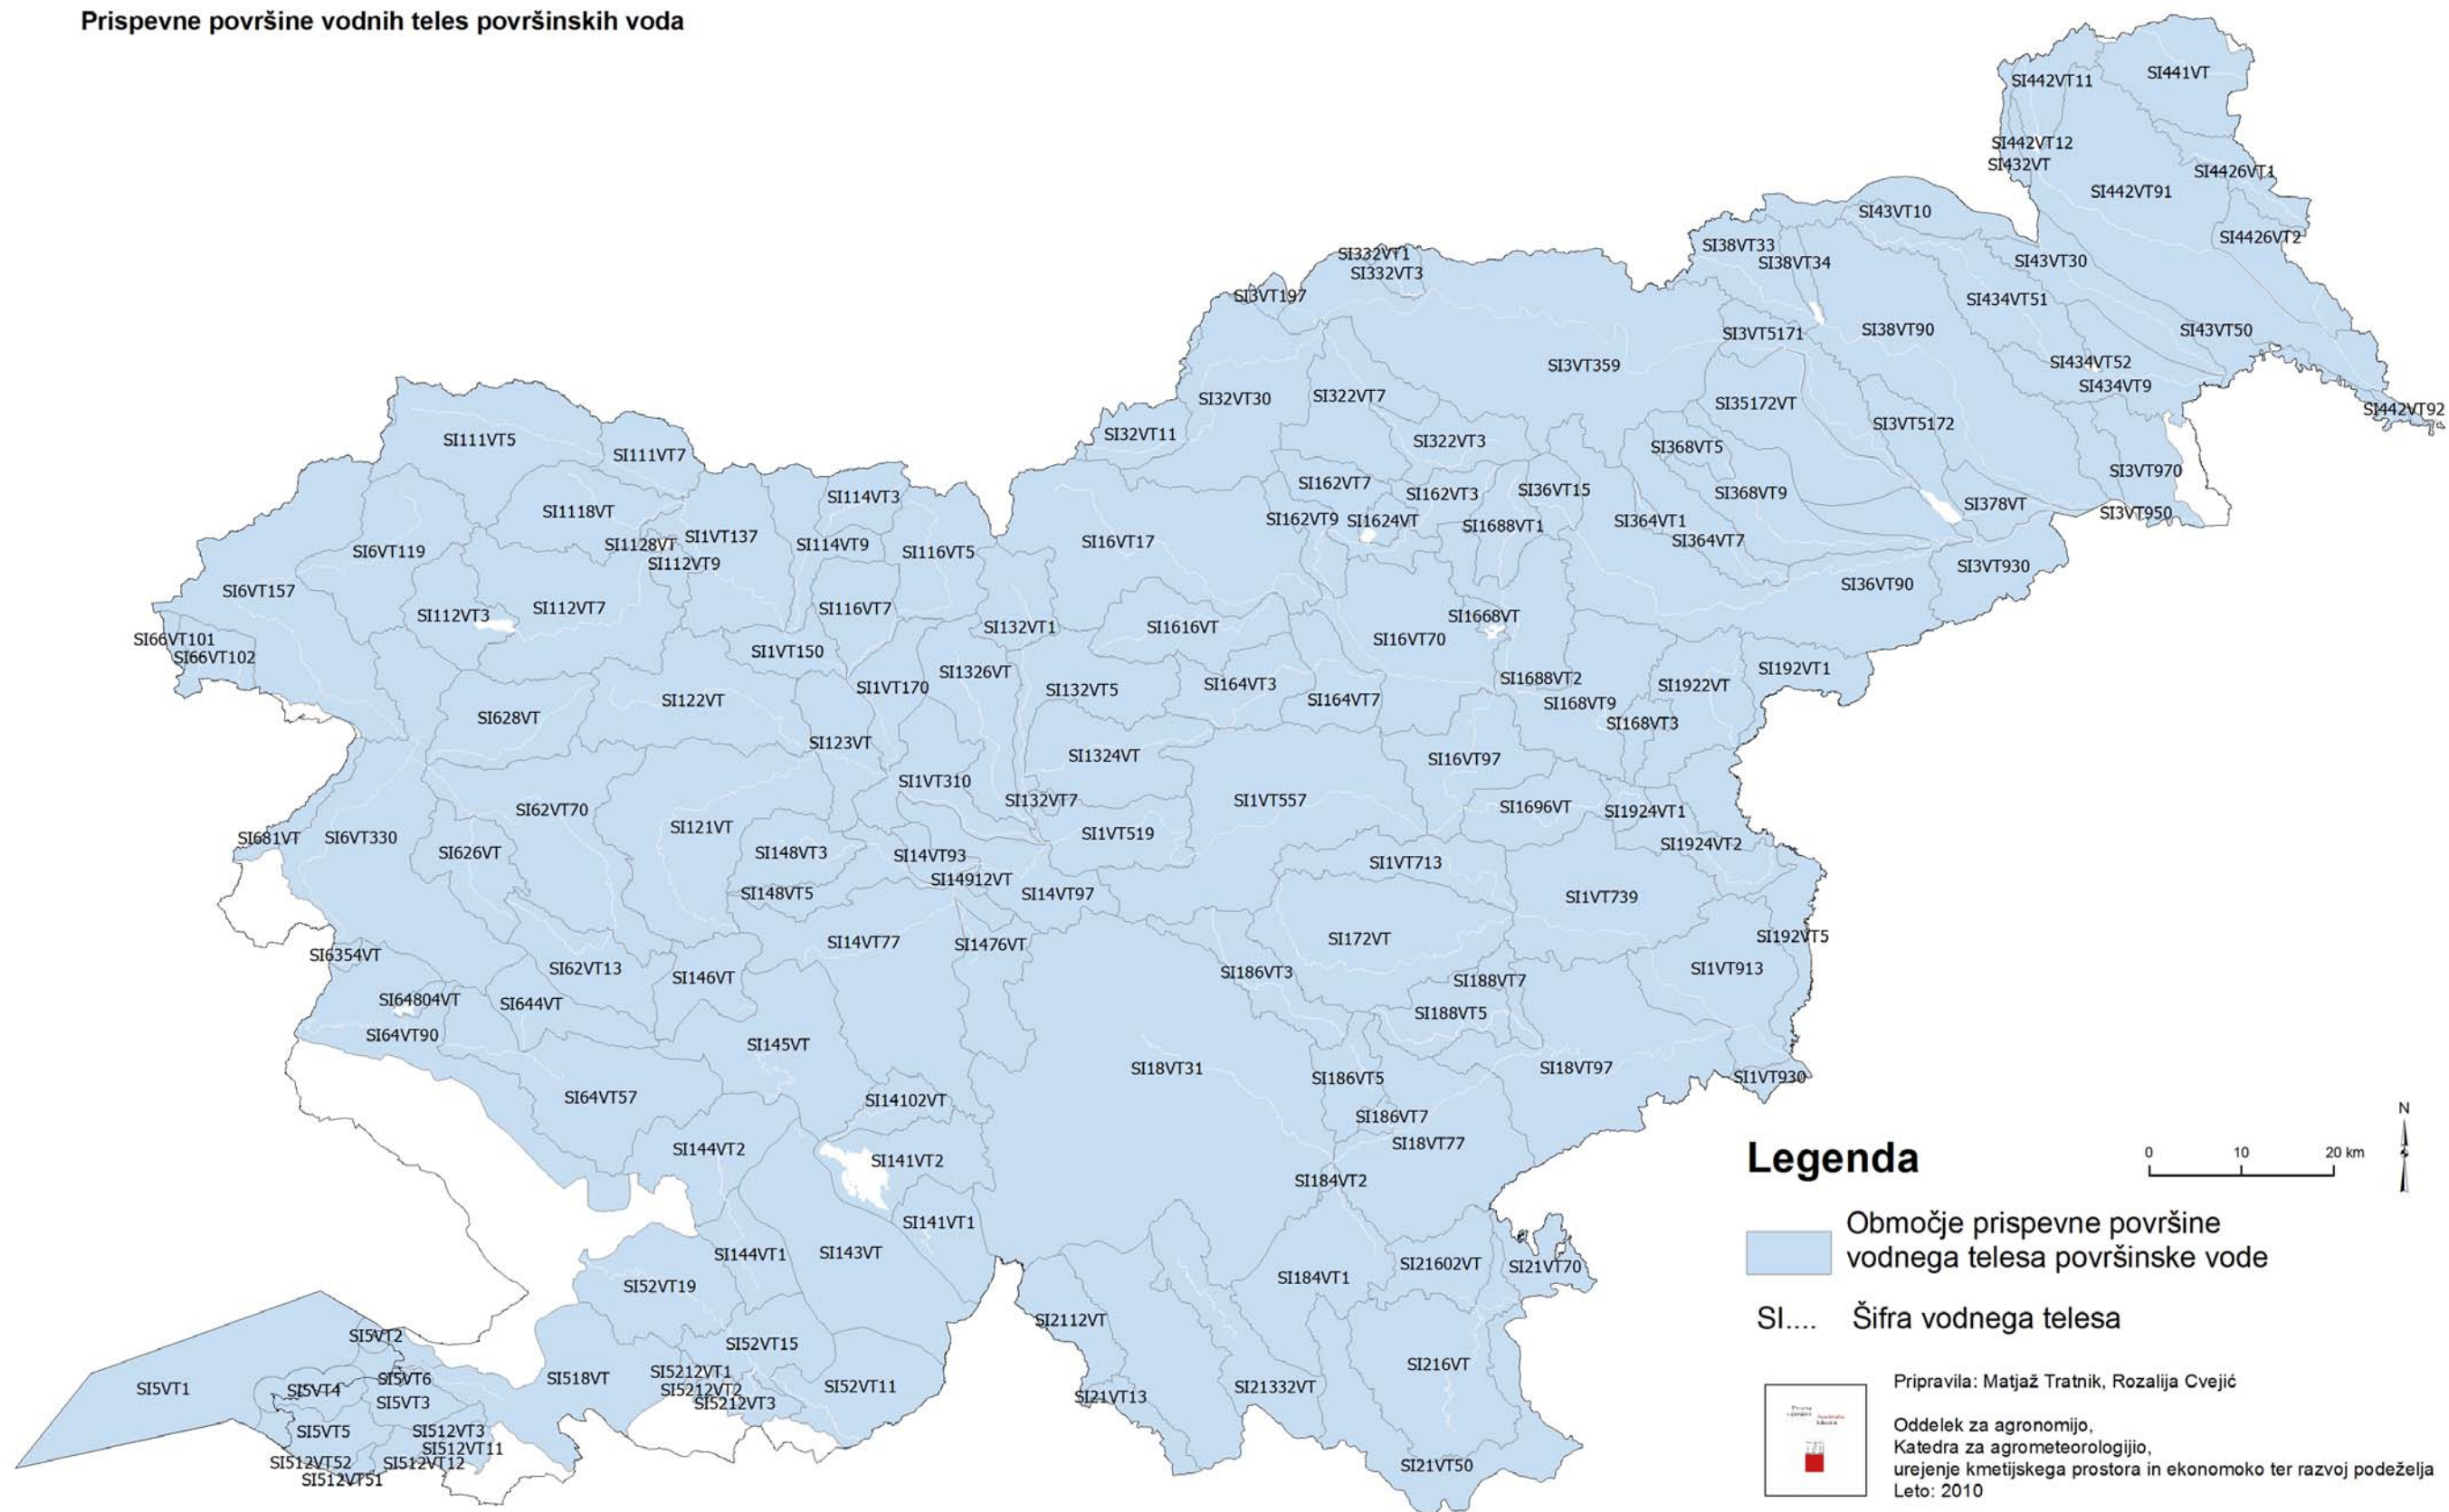 Prispevne površine vodnih teles površinskih voda
SI441VT
SI442VT11
SI442VT12
SI432VT
SI4426VT1
SI442VT91
SI43VT10
SI4426VT2
SI38VT33
SI38VT34
SI332VT1
SI332VT3
SI43VT30
SI3VT197
SI434VT51
SI3VT5171
SI38VT90
SI43VT50
SI3VT359
SI434VT52
SI434VT9
SI32VT30
SI322VT7
SI35172VT
SI442VT92
SI3VT5172
SI111VT5
SI32VT11
SI322VT3
SI368VT5
SI111VT7
SI3VT970
SI162VT7
SI162VT3
SI36VT15
SI368VT9
SI114VT3
SI378VT
SI1118VT
SI3VT950
SI162VT9
SI1624VT
SI1688VT1
SI364VT1
SI364VT7
SI1VT137
SI1128VT
SI114VT9
SI116VT5
SI16VT17
SI6VT119
SI112VT9
SI3VT930
SI36VT90
SI6VT157
SI112VT3
SI112VT7
SI116VT7
SI1668VT
SI132VT1
SI1616VT
SI16VT70
SI66VT101
SI66VT102
SI1VT150
SI192VT1
SI1326VT
SI1VT170
SI132VT5
SI164VT3
SI1688VT2
SI1922VT
SI122VT
SI164VT7
SI168VT9
SI628VT
SI168VT3
SI123VT
SI1324VT
SI16VT97
SI1VT310
SI132VT7
SI1VT557
SI1696VT
SI1924VT1
SI62VT70
SI121VT
SI1VT519
SI681VT
SI6VT330
SI1924VT2
SI626VT
SI148VT3
SI14VT93
SI1VT713
SI14912VT
SI148VT5
SI14VT97
SI1VT739
SI14VT77
SI1476VT
SI172VT
SI192VT5
SI6354VT
SI62VT13
SI146VT
SI186VT3
SI188VT7
SI1VT913
SI64804VT
SI644VT
SI188VT5
SI64VT90
SI145VT
SI18VT31
SI186VT5
SI18VT97
SI1VT930
SI64VT57
SI14102VT
SI186VT7
SI18VT77
SI144VT2
SI141VT2
SI184VT2
SI141VT1
SI144VT1
SI143VT
SI21602VT
SI21VT70
SI184VT1
SI52VT19
SI2112VT
SI5VT2
SI52VT15
SI216VT
SI5VT1
SI5VT4
SI5VT6
SI5VT3
SI518VT
SI5212VT1
SI5212VT2
SI5212VT3
SI52VT11
SI21VT13
SI21332VT
SI5VT5
SI512VT3
SI512VT11
SI512VT52
SI512VT12
SI512VT51
SI21VT50
N
0 10 20 km
Legenda
Območje prispevne površine
vodnega telesa površinske vode
SI.... Šifra vodnega telesa
Pripravila: Matjaž Tratnik, Rozalija Cvejić
Oddelek za agronomijo,
Katedra za agrometeorologijio,
urejenje kmetijskega prostora in ekonomoko ter razvoj podeželja
Leto: 2010